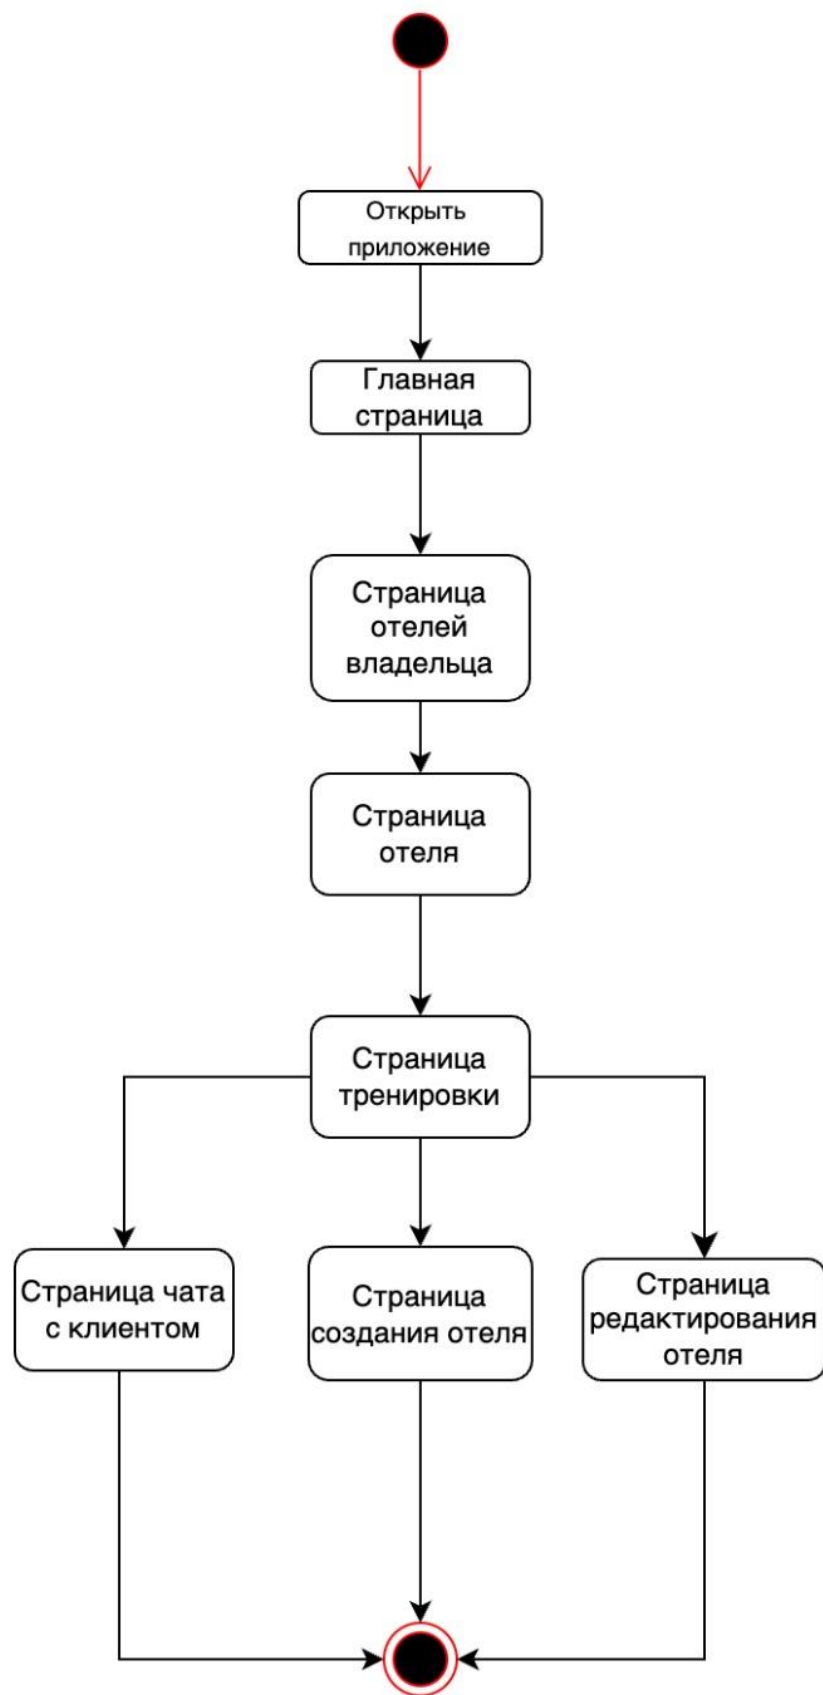 Открыть
приложение
Главная
страница
Страница
отелей
владельца
Страница
отеля
Страница
тренировки
Страница чата
с клиентом
Страница
создания отеля
Страница
редактирования
отеля